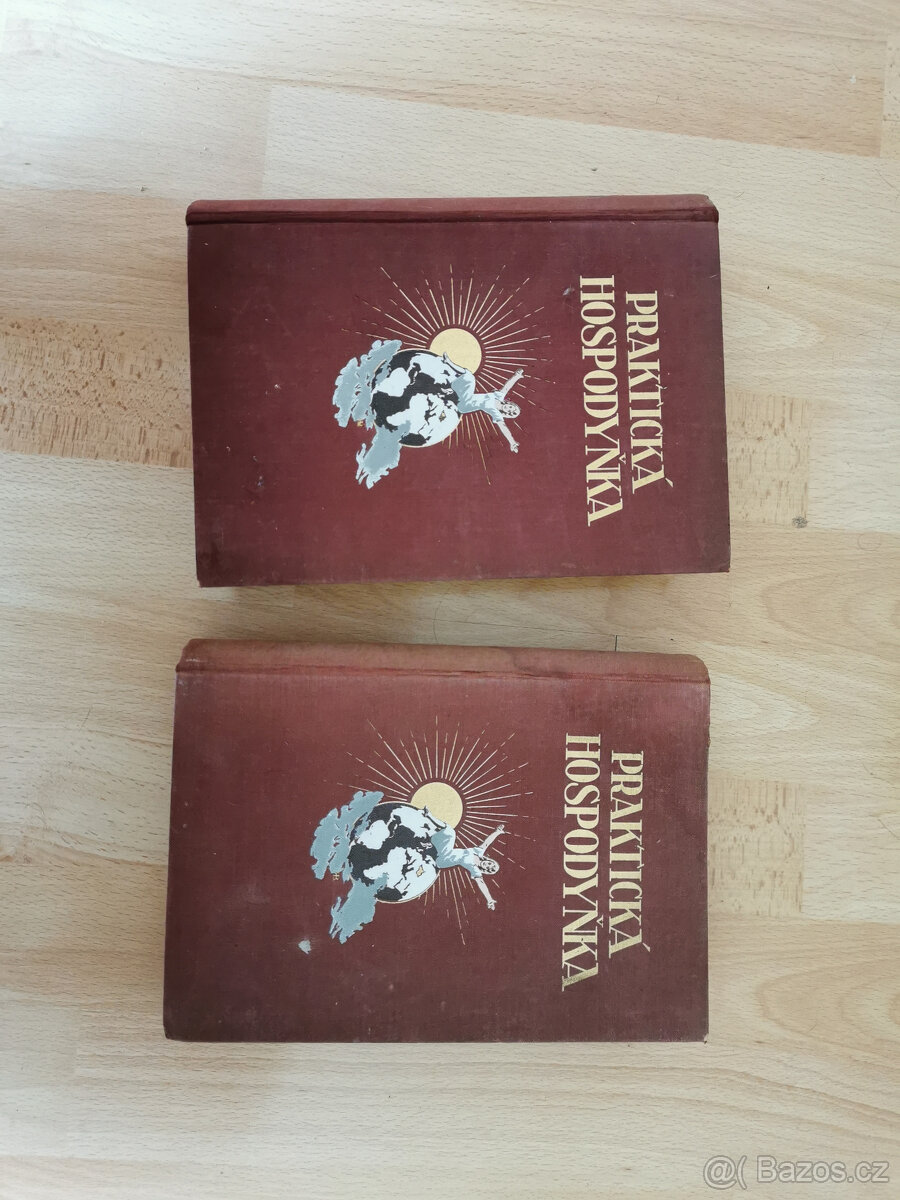 PRAKTICKÁ
HOSPODYŇKA
PRAKTICKÁ
HOSPODYŇKA
@( Bazos.cz